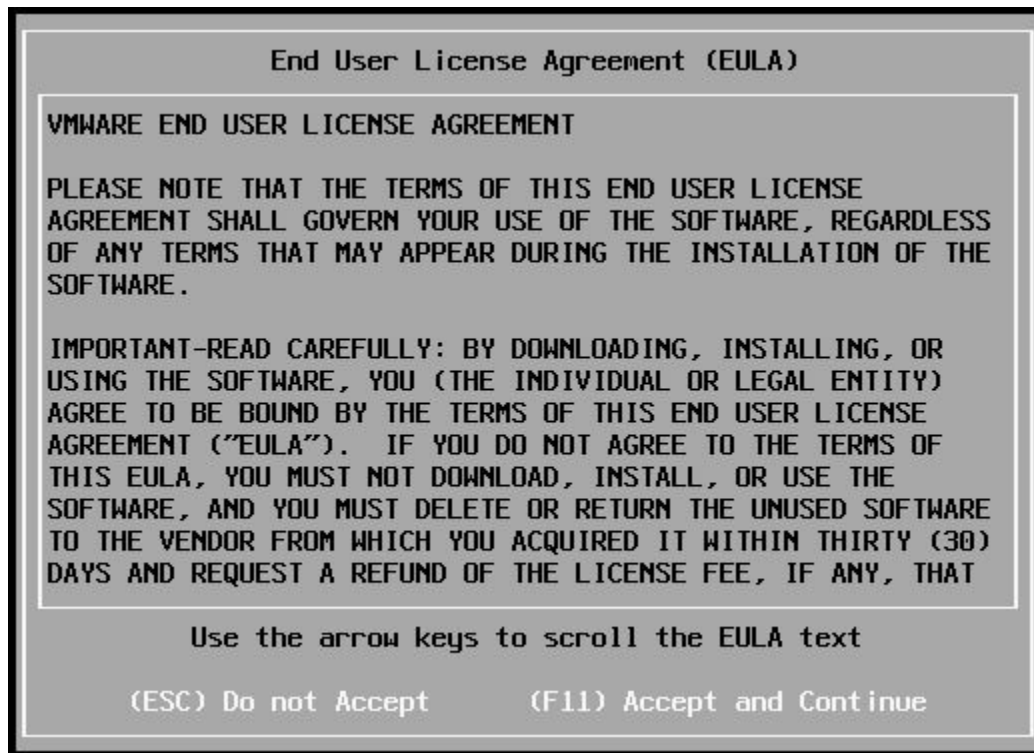 End User License Agreement (EULA)
VMWARE END USER LICENSE AGREEMENT
PLEASE NOTE THAT THE TERMS OF THIS END USER LICENSE
AGREEMENT SHALL GOVERN YOUR USE OF THE SOFTWARE, REGARDLESS
OF ANY TERMS THAT MAY APPEAR DURING THE INSTALLATION OF THE
SOFTWARE.
IMPORTANT-READ CAREFULLY: BY DOWNLOADING, INSTALLING, OR
USING THE SOFTWARE, YOU (THE INDIVIDUAL OR LEGAL ENTITY)
AGREE TO BE BOUND BY THE TERMS OF THIS END USER LICENSE
AGREEMENT ("EULA").  IF YOU DO NOT AGREE TO THE TERMS OF
THIS EULA, YOU MUST NOT DOWNLOAD, INSTALL, OR USE THE
SOFTWARE, AND YOU MUST DELETE OR RETURN THE UNUSED SOFTWARE
TO THE VENDOR FROM WHICH YOU ACQUIRED IT WITHIN THIRTY (30)
DAYS AND REQUEST A REFUND OF THE LICENSE FEE, IF ANY, THAT
Use the arrow keys to scroll the EULA text
(ESC) Do not Accept (F11) Accept and Continue